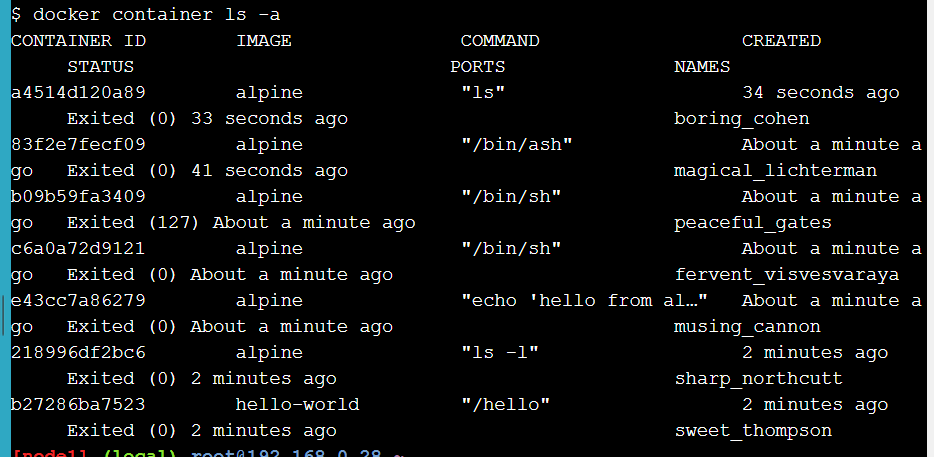 $ docker container ls -a
CONTAINER ID        IMAGE               COMMAND                  CREATED
     STATUS                            PORTS               NAMES
a4514d120a89        alpine              "ls"                     34 seconds ago
     Exited (0) 33 seconds ago                             boring_cohen
83f2e7fecf09        alpine              "/bin/ash"               About a minute a
go   Exited (0) 41 seconds ago                             magical_lichterman
b09b59fa3409        alpine              "/bin/sh"                About a minute a
go   Exited (127) About a minute ago                       peaceful_gates
c6a0a72d9121        alpine              "/bin/sh"                About a minute a
go   Exited (0) About a minute ago                         fervent_visvesvaraya
e43cc7a86279        alpine              "echo 'hello from al…"   About a minute a
go   Exited (0) About a minute ago                         musing_cannon
218996df2bc6        alpine              "ls -l"                  2 minutes ago
     Exited (0) 2 minutes ago                              sharp_northcutt
b27286ba7523        hello-world         "/hello"                 2 minutes ago
     Exited (0) 2 minutes ago                              sweet_thompson
[node1] (local) root@192.168.0.28 ~